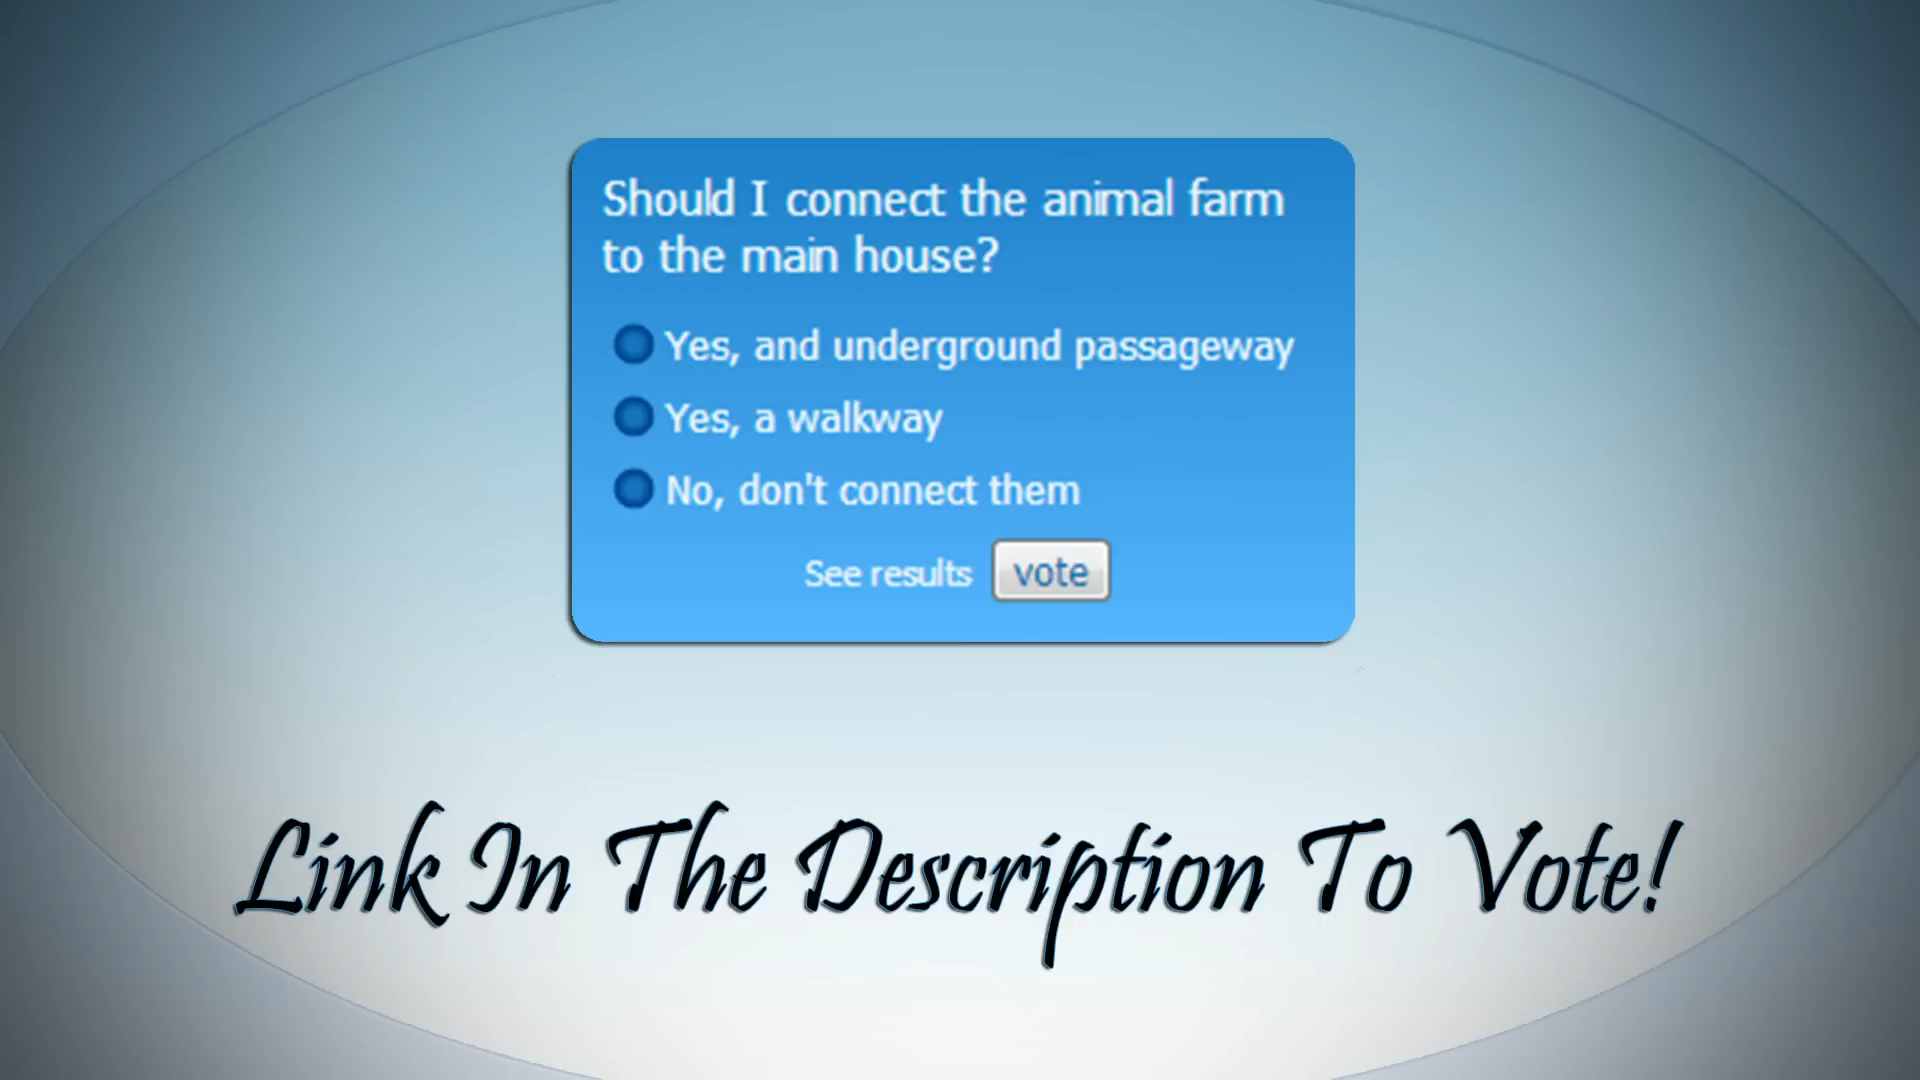 Should I connect the animal farm
to the main house?
Yes, and underground passageway
Yes, a walkway
No, don't connect them
See results vote
Link In The Description To Vote!